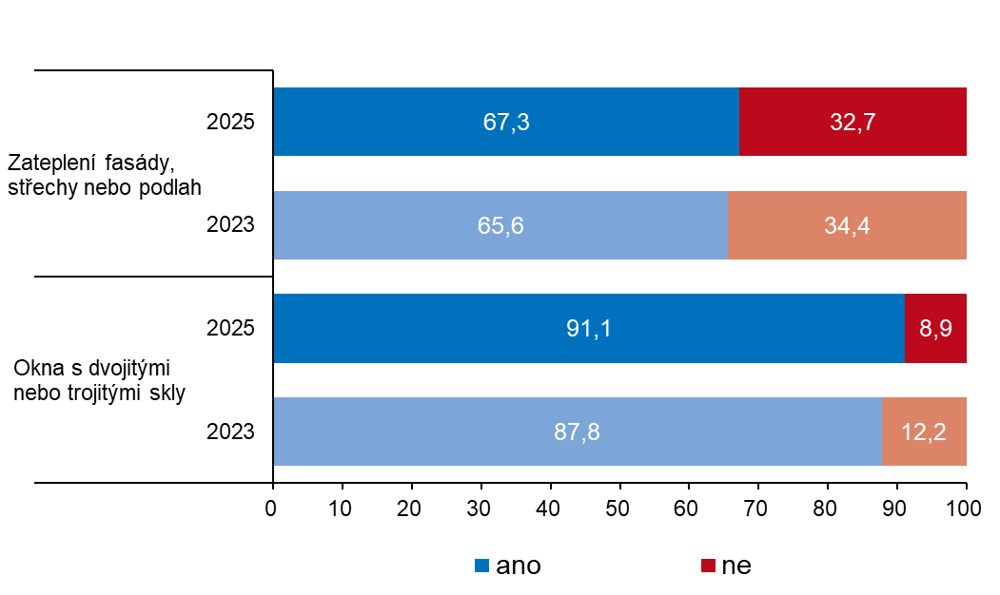 2025
67,3
32,7
Zateplení fasády,
střechy nebo podlah
2023
65,6
34,4
2025
91,1
8,9
Okna s dvojitými
nebo trojitými skly
2023
87,8
12,2
0 10 20 30 40 50 60 70 80 90 100
ano ne